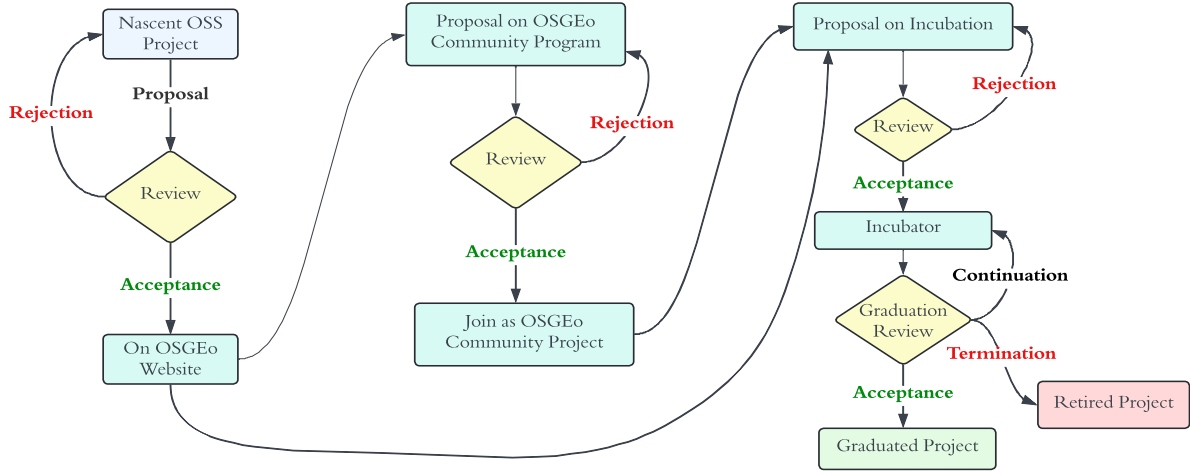 Nascent OSS
Project
Proposal
Rejection
Review
Acceptance
On OSGEo
Website
Proposal on OSGEo
Community Program
Rejection
Review
Acceptance
Join as OSGEo
Community Project
Proposal on Incubation
Rejection
Review
Acceptance
Incubator
Continuation
Graduation
Review
Termination
Acceptance
Retired Project
Graduated Project